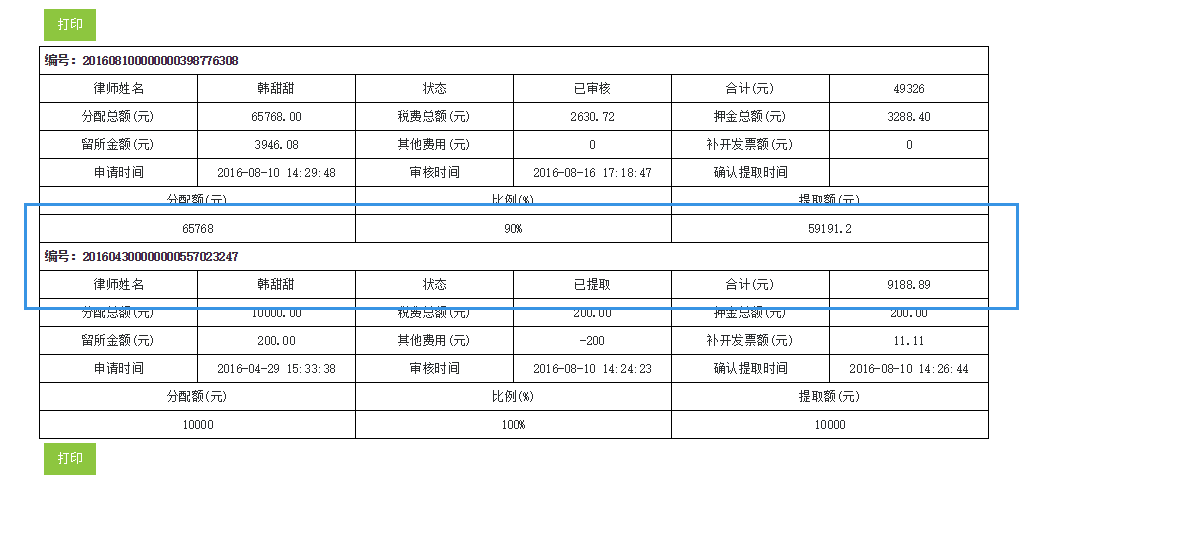 打印
编号: 201608100000000398776308
律师姓名 韩甜甜 状态 已审核 合计(元) 49326
分配总额(元) 65768.00 税费总额(元) 2630.72 押金总额(元) 3288.40
留所金额(元) 3946.08 其他费用(元) 0 补开发票额(元) 0
申请时间 2016-08-10 14:29:48 审核时间 2016-08-16 17:18:47 确认提取时间
分配额(元) 比例(%) 提取额(元)
65768 90% 59191.2
编号: 201604300000000557023247
律师姓名 韩甜甜 状态 已提取 合计(元) 9188.89
分配总额(元) 10000.00 税费总额(元) 200.00 押金总额(元) 200.00
留所金额(元) 200.00 其他费用(元) -200 补开发票额(元) 11.11
申请时间 2016-04-29 15:33:38 审核时间 2016-08-10 14:24:23 确认提取时间 2016-08-10 14:26:44
分配额(元) 比例(%) 提取额(元)
10000 100% 10000
打印